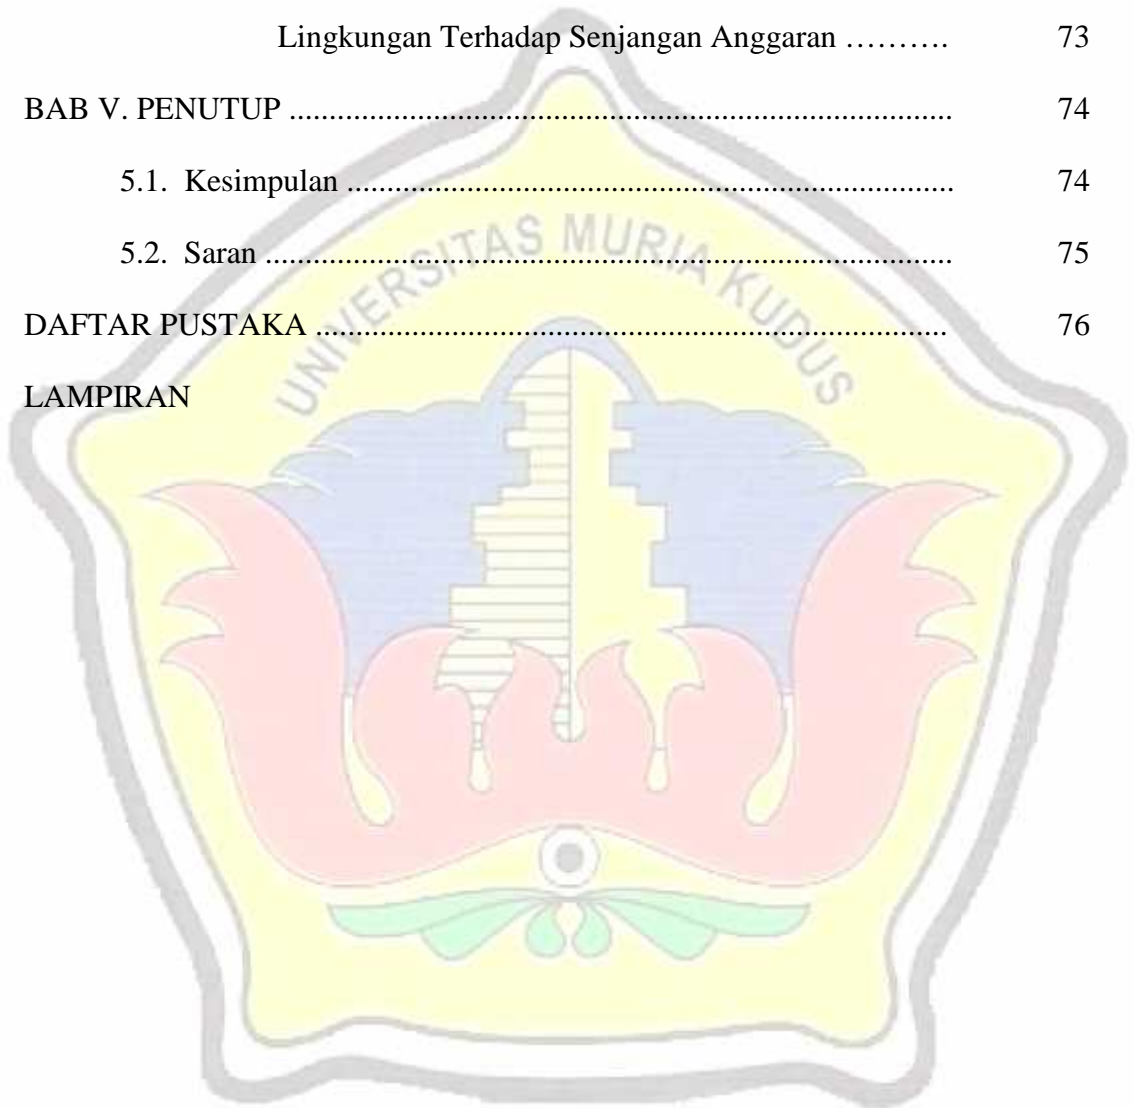 Lingkungan Terhadap Senjangan Anggaran .......... 73
BAB V. PENUTUP .................................................................................... 74
5.1. Kesimpulan ............................................................................. 74
5.2. Saran ....................................................................................... 75
DAFTAR PUSTAKA ................................................................................ 76
LAMPIRAN
UNIVERSITAS MURIA KUDUS